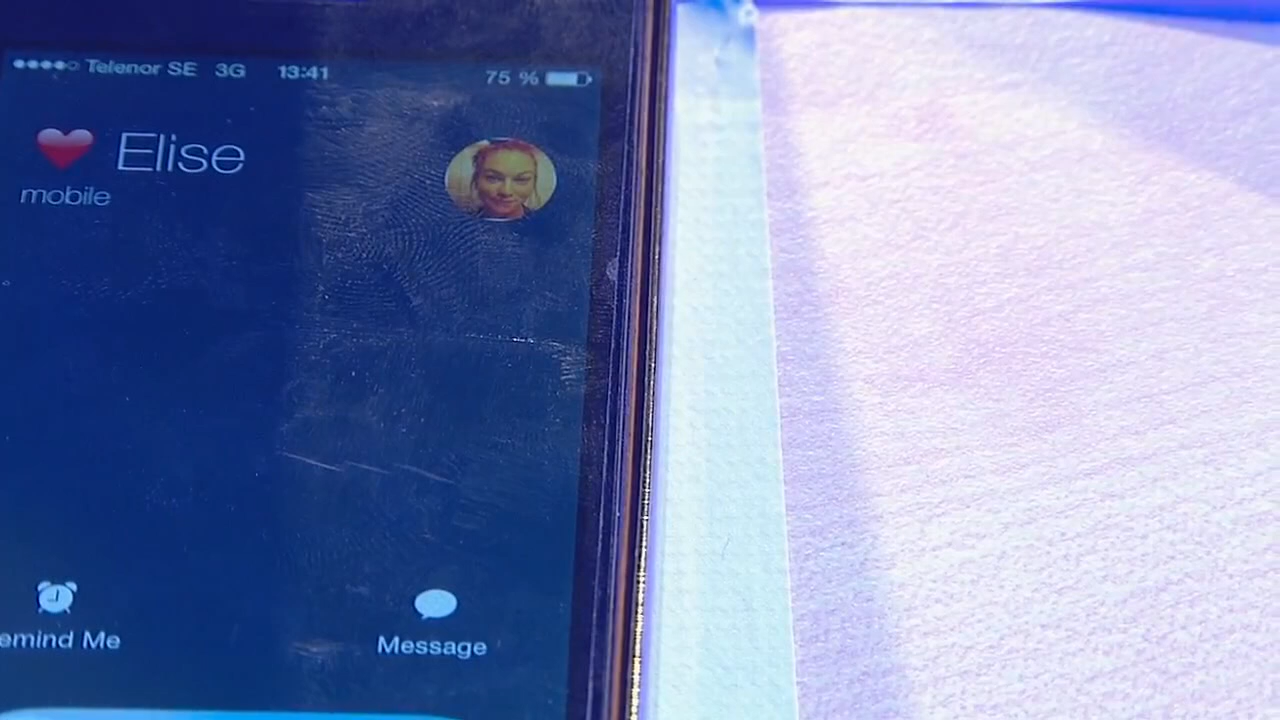 Telenor SE 3G 13:41 75 %
❤️ Elise
mobile
emind Me Message